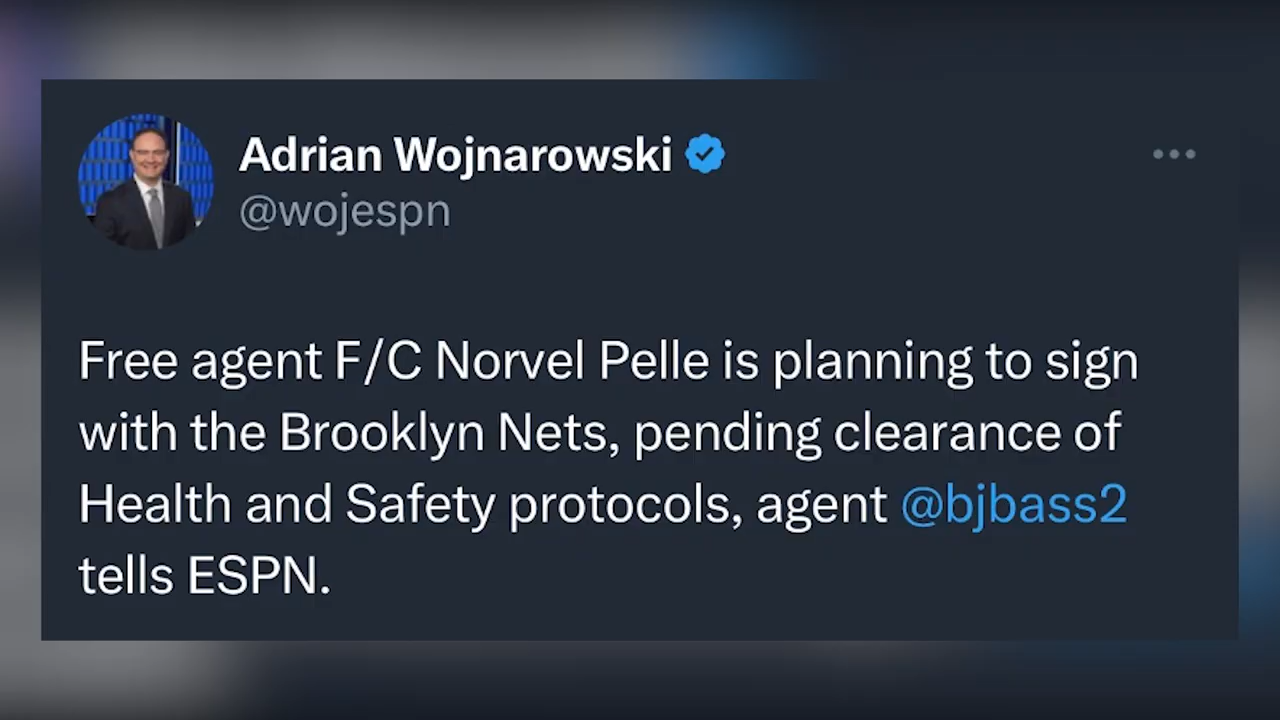 Adrian Wojnarowski
@wojespn
Free agent F/C Norvel Pelle is planning to sign
with the Brooklyn Nets, pending clearance of
Health and Safety protocols, agent @bjbass2
tells ESPN.